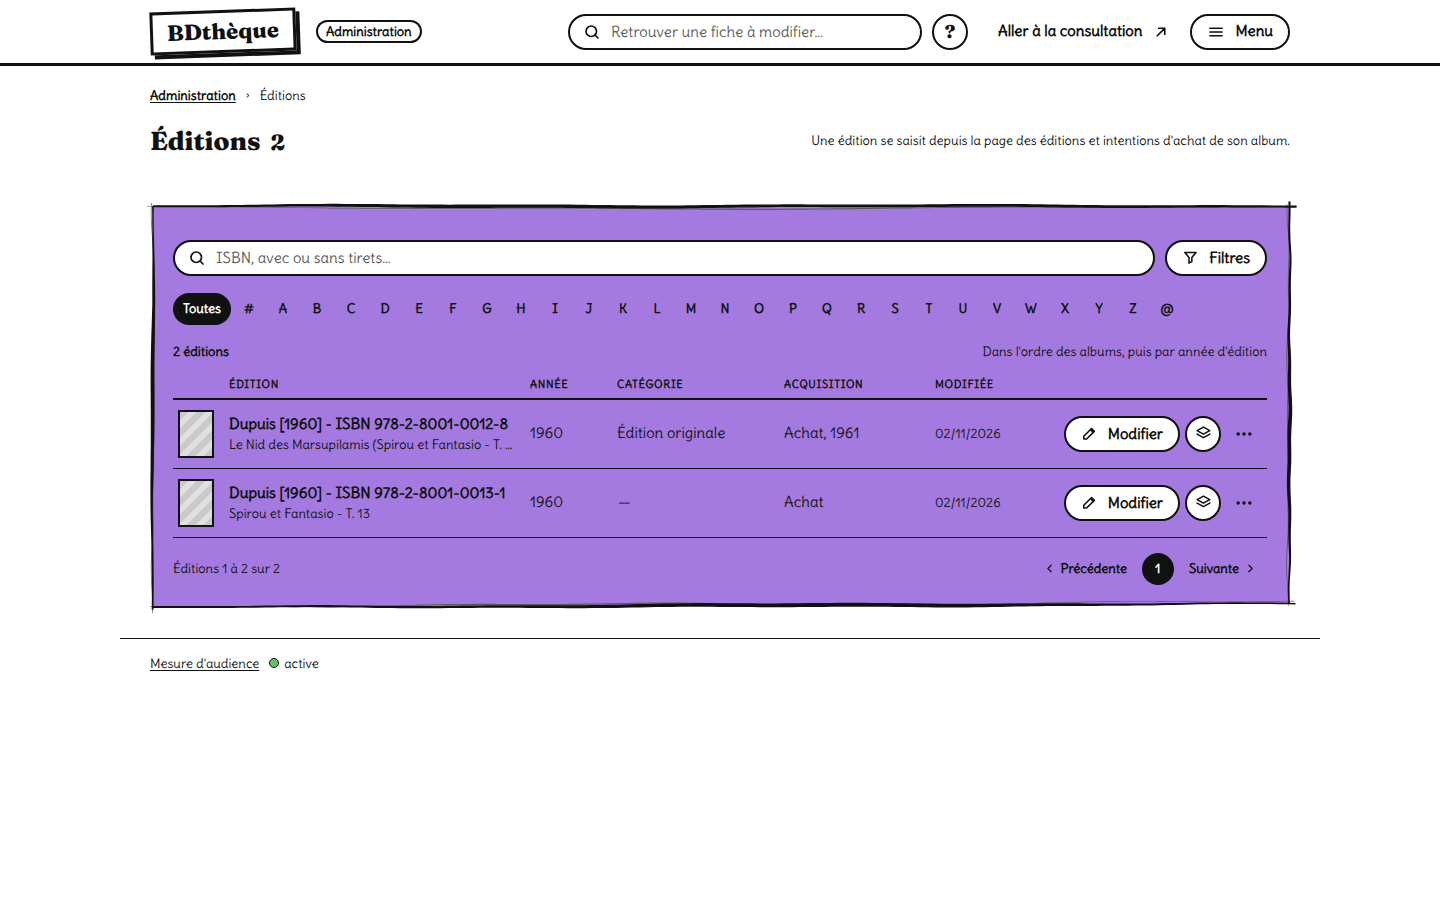 BDthèque
Administration
Retrouver une fiche à modifier...
?
Aller à la consultation
Menu
Administration › Éditions
Éditions 2
Une édition se saisit depuis la page des éditions et intentions d'achat de son album.
ISBN, avec ou sans tirets...
Filtres
Toutes # A B C D E F G H I J K L M N O P Q R S T U V W X Y Z @
2 éditions
Dans l'ordre des albums, puis par année d'édition
ÉDITION ANNÉE CATÉGORIE ACQUISITION MODIFIÉE
Dupuis [1960] - ISBN 978-2-8001-0012-8
Le Nid des Marsupilamis (Spirou et Fantasio - T. ...
1960 Édition originale Achat, 1961 02/11/2026 Modifier
Dupuis [1960] - ISBN 978-2-8001-0013-1
Spirou et Fantasio - T. 13
1960 — Achat 02/11/2026 Modifier
Éditions 1 à 2 sur 2
‹ Précédente 1 Suivante ›
Mesure d'audience active